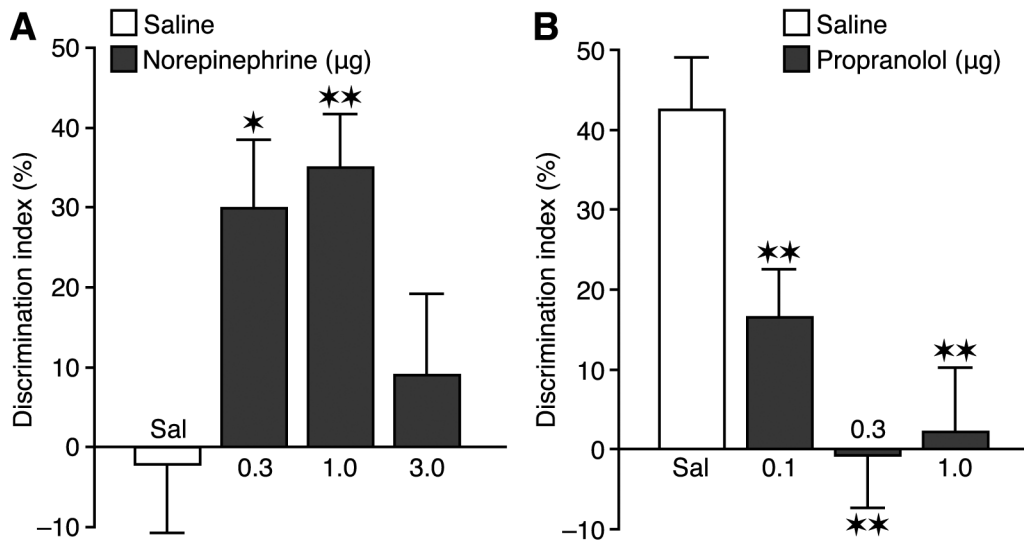 A
Saline
Norepinephrine (μg)
Discrimination index (%)
50
40
30
20
10
0
−10
Sal
0.3
1.0
3.0
✶
✶✶
B
Saline
Propranolol (μg)
Discrimination index (%)
50
40
30
20
10
0
−10
Sal
0.1
0.3
1.0
✶✶
✶✶
✶✶